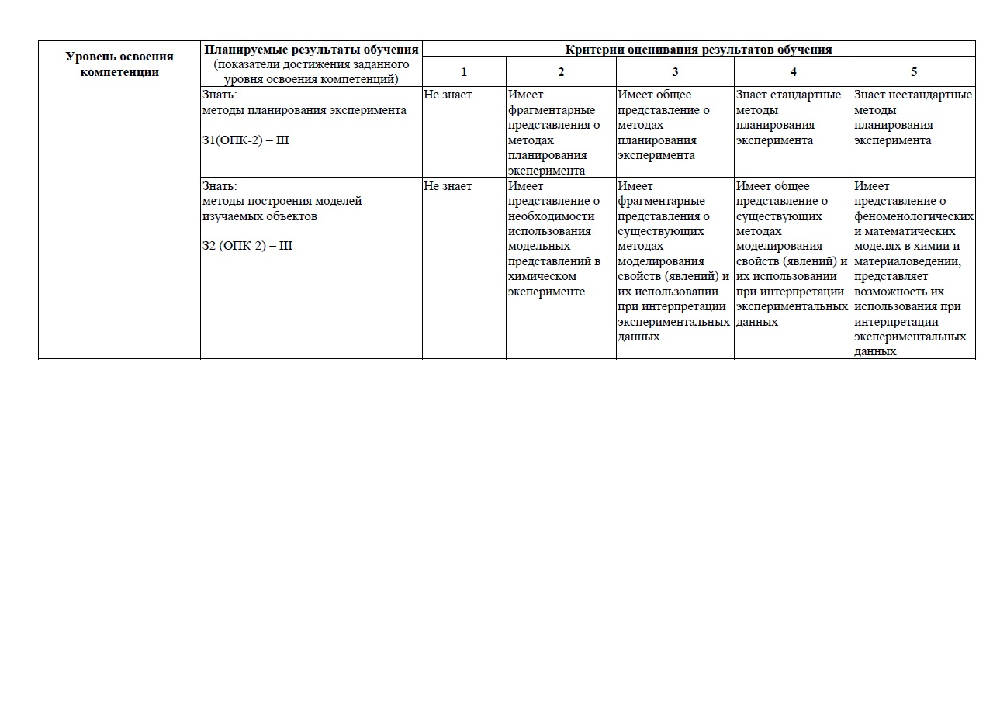 Уровень освоения
компетенции
Планируемые результаты обучения
(показатели достижения заданного
уровня освоения компетенций)
Критерии оценивания результатов обучения
1
2
3
4
5
Знать:
методы планирования эксперимента
З1(ОПК-2) – III
Не знает
Имеет
фрагментарные
представления о
методах
планирования
эксперимента
Имеет общее
представление о
методах
планирования
эксперимента
Знает стандартные
методы
планирования
эксперимента
Знает нестандартные
методы
планирования
эксперимента
Знать:
методы построения моделей
изучаемых объектов
З2 (ОПК-2) – III
Не знает
Имеет
представление о
необходимости
использования
модельных
представлений в
химическом
эксперименте
Имеет
фрагментарные
представления о
существующих
методах
моделирования
свойств (явлений) и
их использовании
при интерпретации
экспериментальных
данных
Имеет общее
представление о
существующих
методах
моделирования
свойств (явлений) и
их использовании
при интерпретации
экспериментальных
данных
Имеет
представление о
феноменологических
и математических
моделях в химии и
материаловедении,
представляет
возможность их
использования при
интерпретации
экспериментальных
данных